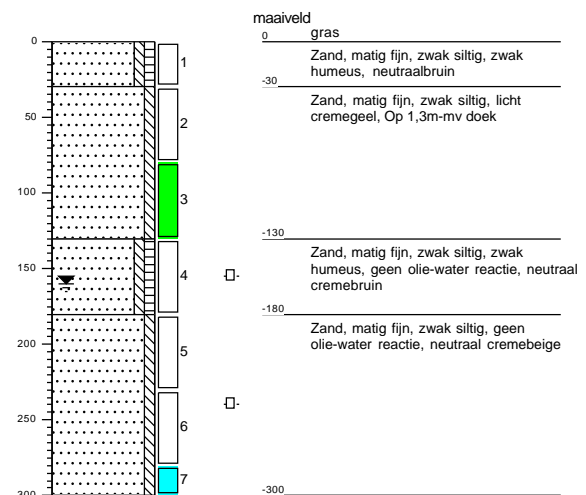 maaiveld
0
0
gras
Zand, matig fijn, zwak siltig, zwak
humeus, neutraalbruin
1
-30
Zand, matig fijn, zwak siltig, licht
cremegeel, Op 1,3m-mv doek
50
2
100
3
-130
Zand, matig fijn, zwak siltig, zwak
humeus, geen olie-water reactie, neutraal
cremebruin
150
4
-180
Zand, matig fijn, zwak siltig, geen
olie-water reactie, neutraal cremebeige
200
5
250
6
7
300
-300